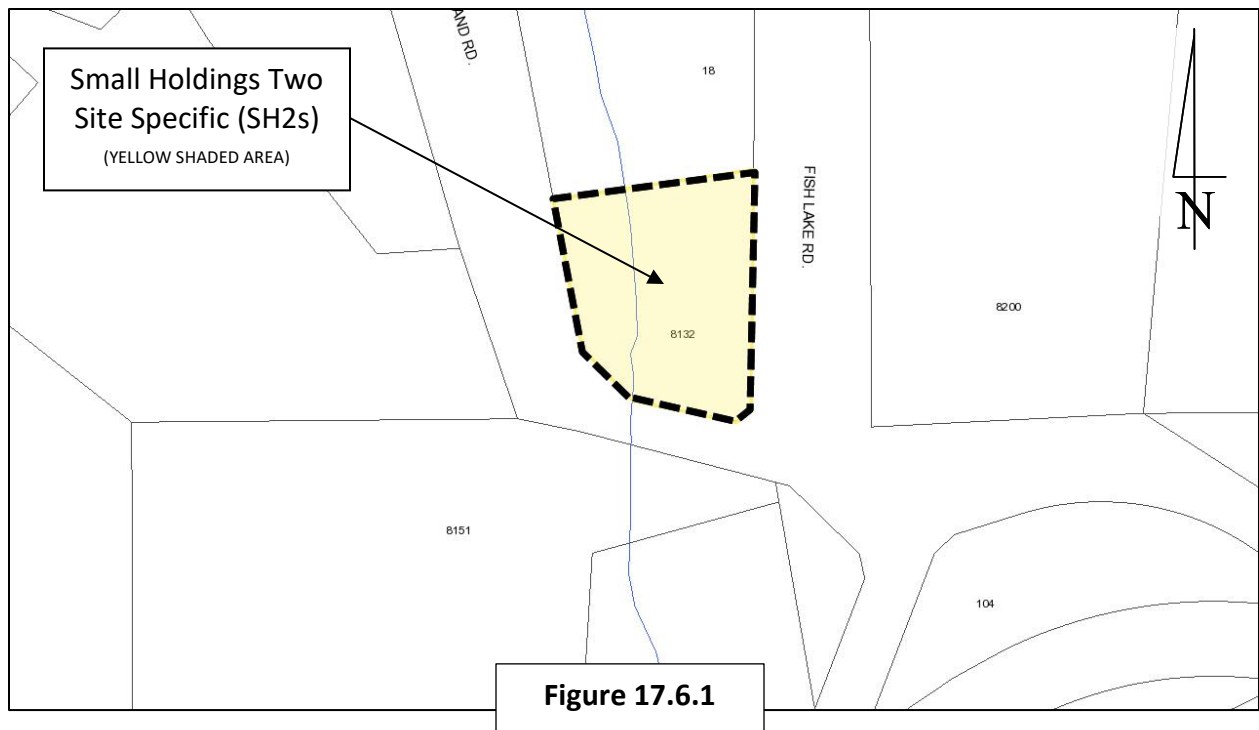 AND RD.
18
Small Holdings Two
Site Specific (SH2s)
(YELLOW SHADED AREA)
FISH LAKE RD.
N
8200
8132
8151
104
Figure 17.6.1